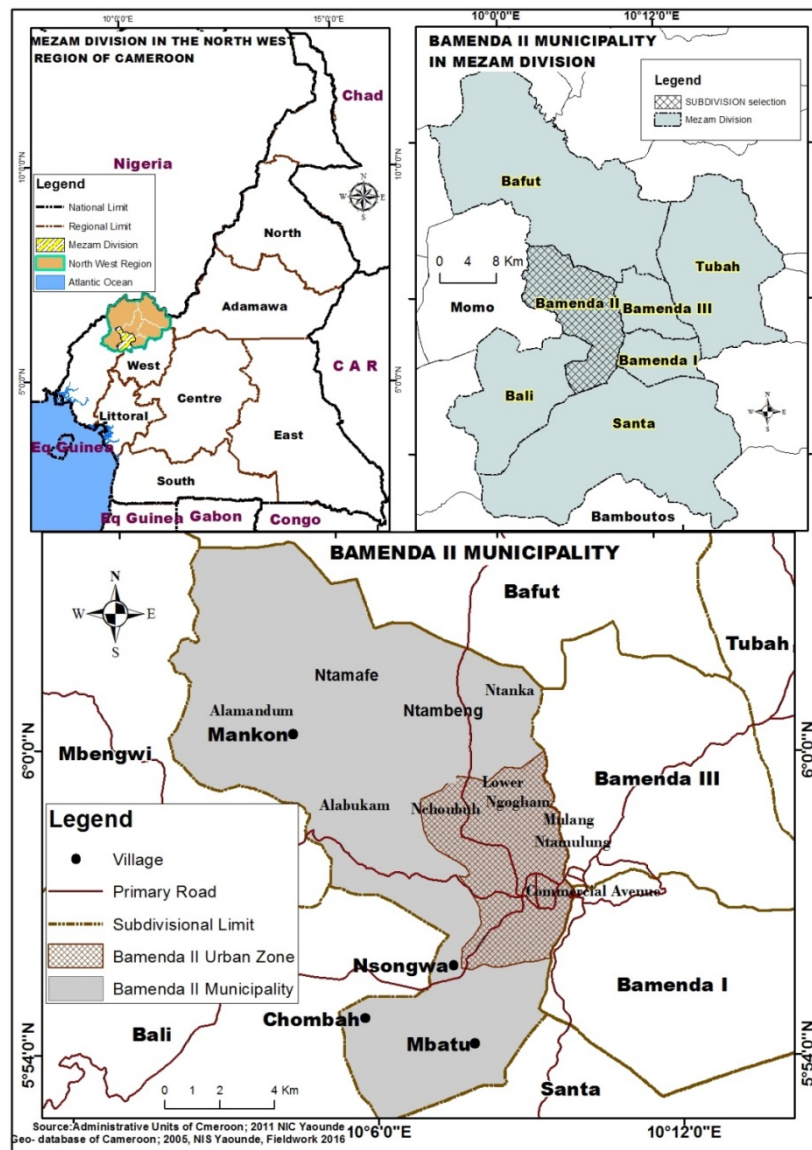 10°0'0"E
15°0'0"E
MEZAM DIVISION IN THE NORTH WEST
REGION OF CAMEROON
Chad
Nigeria
10°0'0"N
10°0'0"N
N
W
E
S
Legend
National Limit
Regional Limit
Mezam Division
North West Region
Atlantic Ocean
North
Adamawa
West
Centre
C A R
5°0'0"N
5°0'0"N
Littoral
East
Eq Guinea
South
Eq Guinea
Gabon
Congo
10°0'0"E
10°12'0"E
BAMENDA II MUNICIPALITY
IN MEZAM DIVISION
Legend
SUBDIVISION selection
Mezam Division
Bafut
Tubah
0 4 8 Km
Momo
Bamenda II
Bamenda III
Bamenda I
Bali
N
W
E
S
Santa
Bamboutos
BAMENDA II MUNICIPALITY
N
W
E
S
Bafut
Tubah
Ntamafe
Ntanka
Alamandum
Ntambeng
Mankon
Mbengwi
6°0'0"N
6°0'0"N
Bamenda III
Lower
Ngogham
Nchoubuh
Alabukam
Mulang
Ntamulung
Commercial Avenue
Legend
Village
Primary Road
Subdivisional Limit
Bamenda II Urban Zone
Bamenda II Municipality
Nsongwa
Bamenda I
Chombah
Bali
Mbatu
5°54'0"N
5°54'0"N
Santa
0 1 2 4 Km
Source:Administrative Units of Cmeroon; 2011 NIC Yaounde
Geo- database of Cameroon; 2005, NIS Yaounde, Fieldwork 2016
10°6'0"E
10°12'0"E